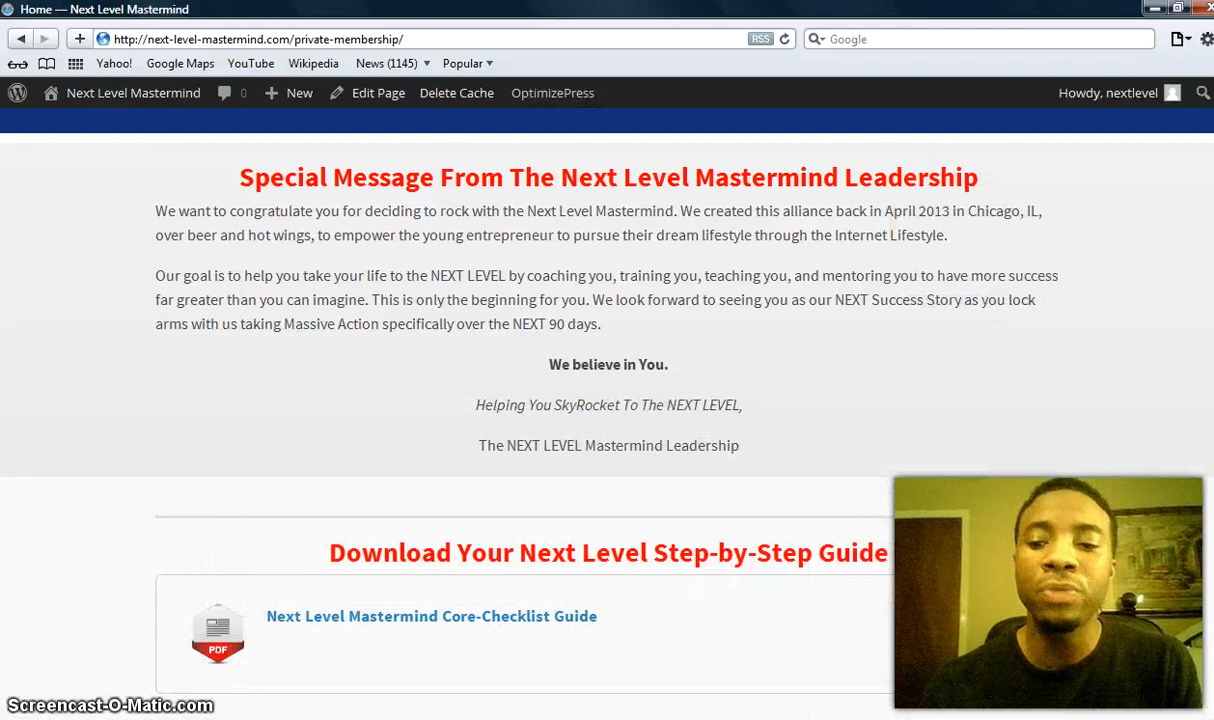 Home — Next Level Mastermind
http://next-level-mastermind.com/private-membership/ RSS Google
Yahoo! Google Maps YouTube Wikipedia News (1145) Popular
Next Level Mastermind 0 New Edit Page Delete Cache OptimizePress Howdy, nextlevel
Special Message From The Next Level Mastermind Leadership
We want to congratulate you for deciding to rock with the Next Level Mastermind. We created this alliance back in April 2013 in Chicago, IL,
over beer and hot wings, to empower the young entrepreneur to pursue their dream lifestyle through the Internet Lifestyle.
Our goal is to help you take your life to the NEXT LEVEL by coaching you, training you, teaching you, and mentoring you to have more success
far greater than you can imagine. This is only the beginning for you. We look forward to seeing you as our NEXT Success Story as you lock
arms with us taking Massive Action specifically over the NEXT 90 days.
We believe in You.
Helping You SkyRocket To The NEXT LEVEL,
The NEXT LEVEL Mastermind Leadership
Download Your Next Level Step-by-Step Guide
Next Level Mastermind Core-Checklist Guide
PDF
Screencast-O-Matic.com